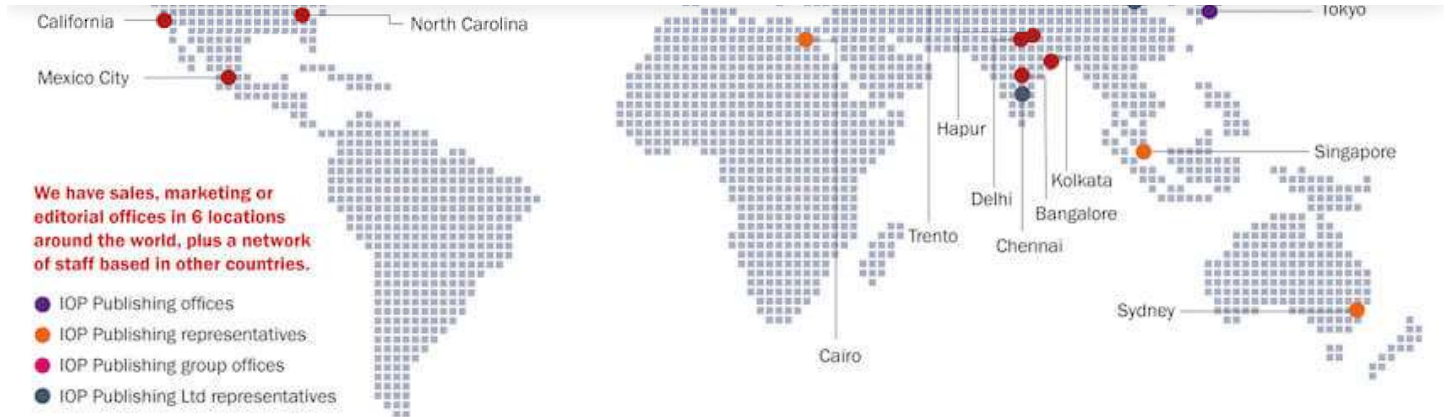 California
North Carolina
Tokyo
Mexico City
Hapur
Singapore
Kolkata
Delhi
Bangalore
Trento
Chennai
We have sales, marketing or
editorial offices in 6 locations
around the world, plus a network
of staff based in other countries.
IOP Publishing offices
Sydney
IOP Publishing representatives
Cairo
IOP Publishing group offices
IOP Publishing Ltd representatives